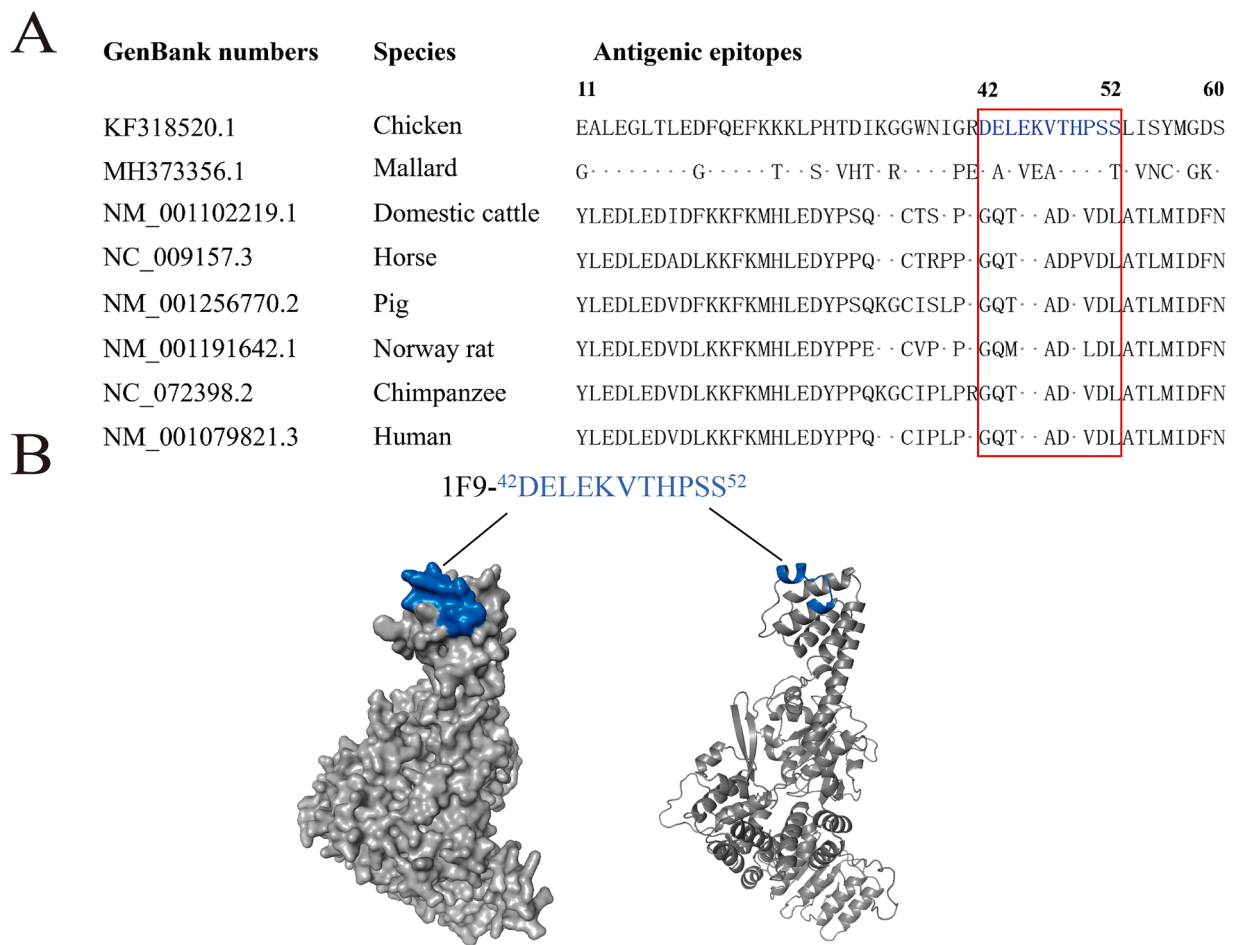 A
GenBank numbers Species Antigenic epitopes
11 42 52 60
KF318520.1 Chicken EALEGLTLEDFQEFKKKLPHTDIKGGWNIGRDELEKVTHPSSLISYMGDS
MH373356.1 Mallard G········G·····T··S·VHT·R····PE·A·VEA····T·VNC·GK·
NM_001102219.1 Domestic cattle YLEDLEDIDFKKFKMHLEDYPSQ··CTS·P·GQT··AD·VDLATLMIDFN
NC_009157.3 Horse YLEDLEDADLKKFKMHLEDYPPQ··CTRPP·GQT··ADPVDLATLMIDFN
NM_001256770.2 Pig YLEDLEDVDFKKFKMHLEDYPSQKGCISLP·GQT··AD·VDLATLMIDFN
NM_001191642.1 Norway rat YLEDLEDVDLKKFKMHLEDYPPE··CVP·P·GQM··AD·LDLATLMIDFN
NC_072398.2 Chimpanzee YLEDLEDVDLKKFKMHLEDYPPQKGCIPLPRGQT··AD·VDLATLMIDFN
NM_001079821.3 Human YLEDLEDVDLKKFKMHLEDYPPQ··CIPLP·GQT··AD·VDLATLMIDFN
B
1F9-⁴²DELEKVTHPSS⁵²